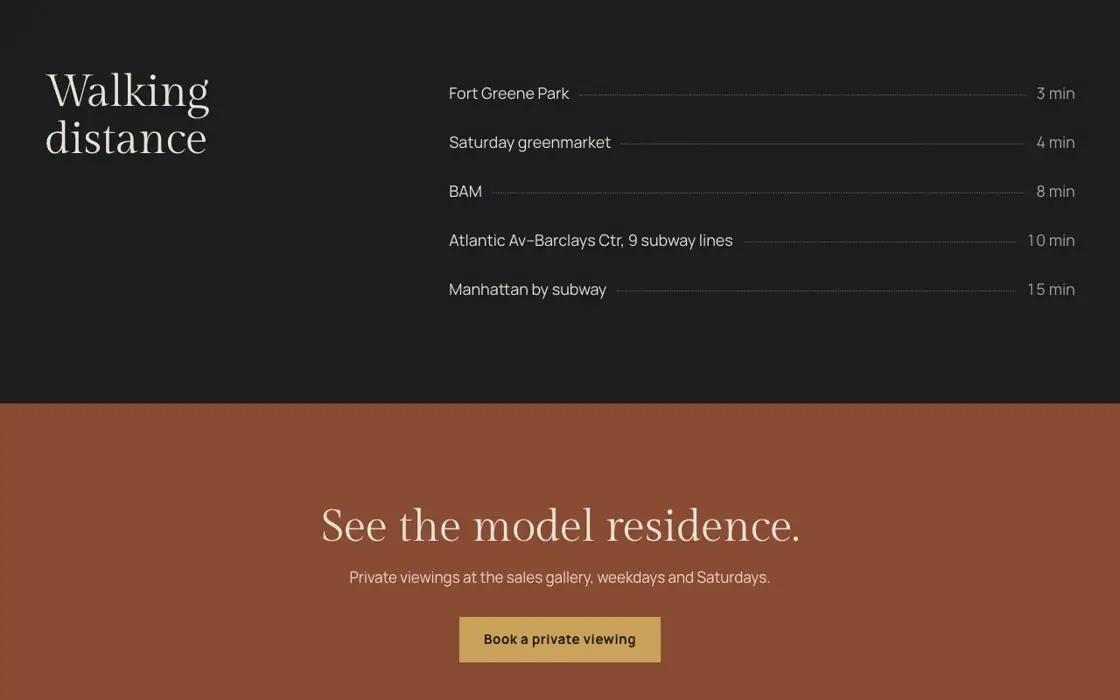 Walking
distance
Fort Greene Park 3 min
Saturday greenmarket 4 min
BAM 8 min
Atlantic Av–Barclays Ctr, 9 subway lines 10 min
Manhattan by subway 15 min
See the model residence.
Private viewings at the sales gallery, weekdays and Saturdays.
Book a private viewing